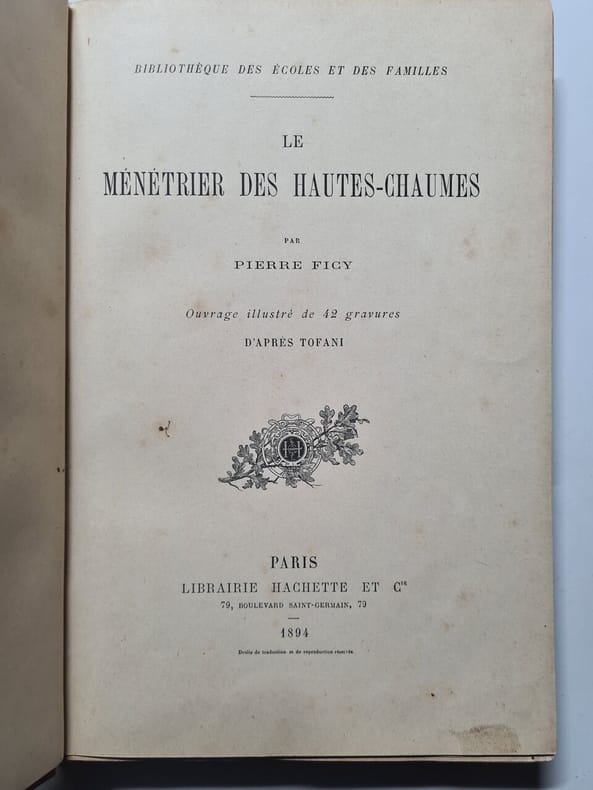 BIBLIOTHÈQUE DES ÉCOLES ET DES FAMILLES
LE
MÉNÉTRIER DES HAUTES-CHAUMES
PAR
PIERRE FICY
Ouvrage illustré de 42 gravures
D'APRÈS TOFANI
PARIS
LIBRAIRIE HACHETTE ET Cie
79, BOULEVARD SAINT-GERMAIN, 79
1894
Droits de traduction et de reproduction réservés.